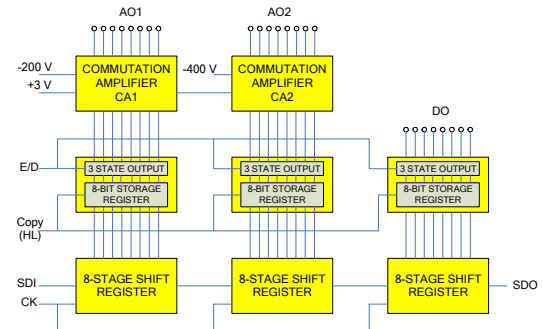 AO1
AO2
-200 V
COMMUTATION
AMPLIFIER
CA1
-400 V
COMMUTATION
AMPLIFIER
CA2
+3 V
DO
E/D
3 STATE OUTPUT
8-BIT STORAGE
REGISTER
3 STATE OUTPUT
8-BIT STORAGE
REGISTER
3 STATE OUTPUT
8-BIT STORAGE
REGISTER
Copy
(HL)
SDI
CK
8-STAGE SHIFT
REGISTER
8-STAGE SHIFT
REGISTER
8-STAGE SHIFT
REGISTER
SDO